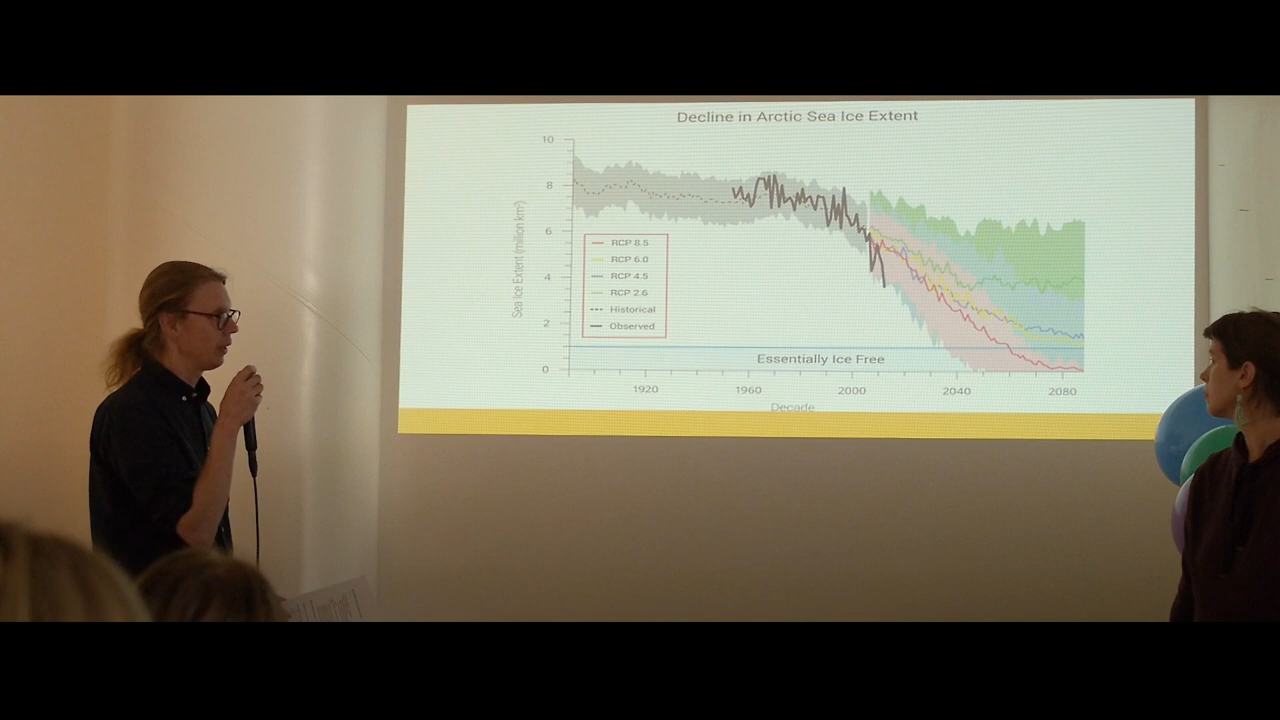 Decline in Arctic Sea Ice Extent
10
8
6
4
2
0
Sea Ice Extent (million km²)
RCP 8.5
RCP 6.0
RCP 4.5
RCP 2.6
Historical
Observed
Essentially Ice Free
1920
1960
2000
2040
2080
Decade